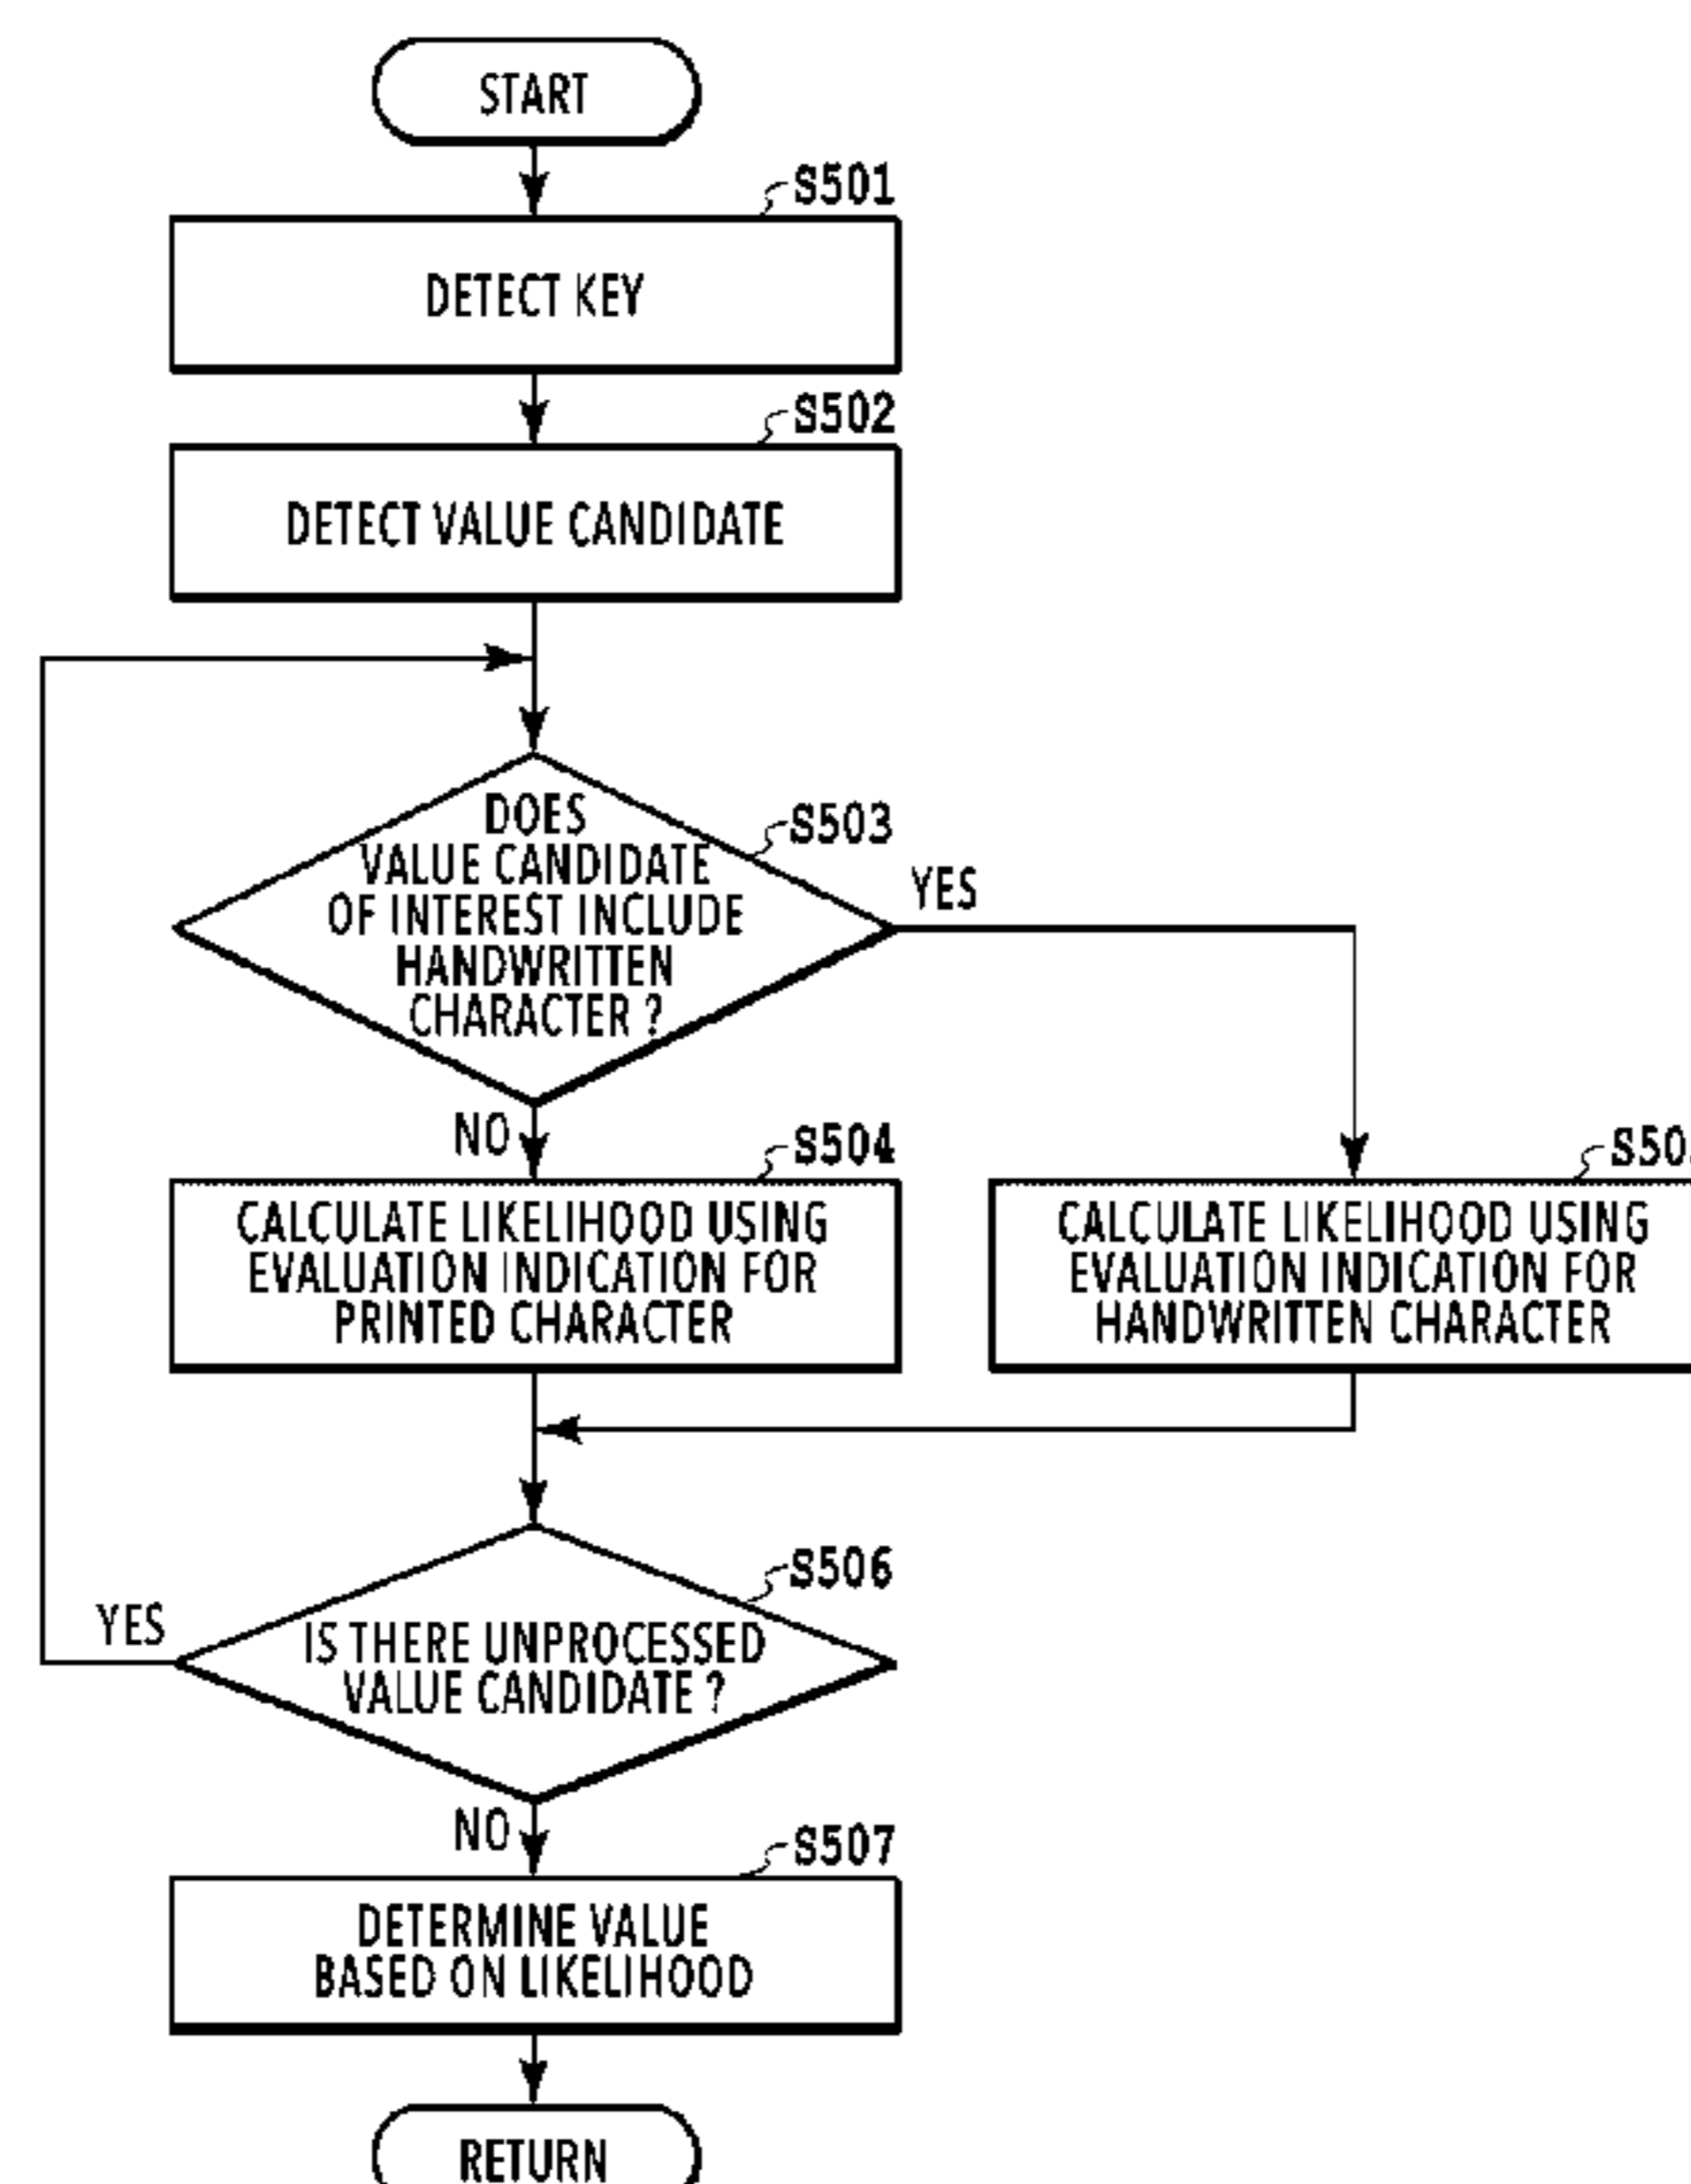 START
S501
DETECT KEY
S502
DETECT VALUE CANDIDATE
S503
DOES
VALUE CANDIDATE
OF INTEREST INCLUDE
HANDWRITTEN
CHARACTER ?
YES
NO
S504
CALCULATE LIKELIHOOD USING
EVALUATION INDICATION FOR
PRINTED CHARACTER
CALCULATE LIKELIHOOD USING
EVALUATION INDICATION FOR
HANDWRITTEN CHARACTER
S506
YES
IS THERE UNPROCESSED
VALUE CANDIDATE ?
NO
S507
DETERMINE VALUE
BASED ON LIKELIHOOD
RETURN